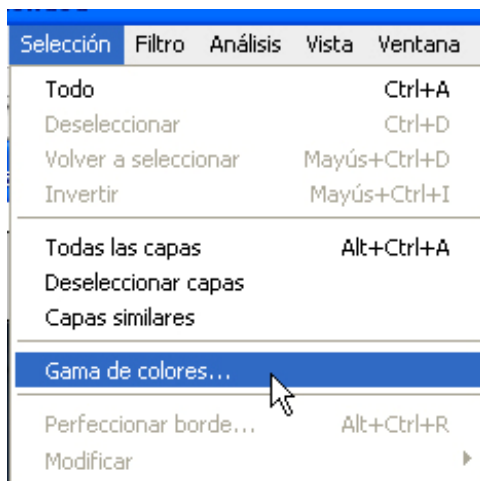 Selección Filtro Análisis Vista Ventana
Todo Ctrl+A
Deseleccionar Ctrl+D
Volver a seleccionar Mayús+Ctrl+D
Invertir Mayús+Ctrl+I
Todas las capas Alt+Ctrl+A
Deseleccionar capas
Capas similares
Gama de colores...
Perfeccionar borde... Alt+Ctrl+R
Modificar